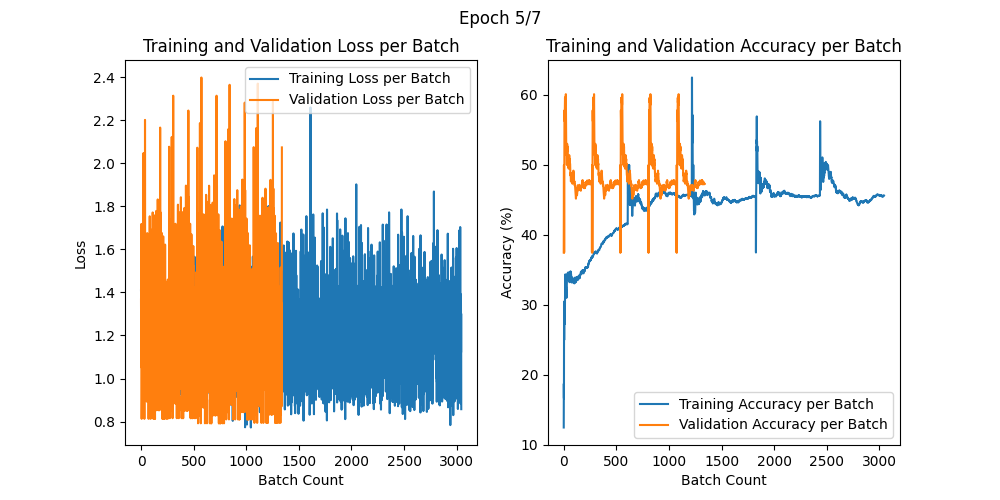 Epoch 5/7
Training and Validation Loss per Batch
Training Loss per Batch
Validation Loss per Batch
2.4
2.2
2.0
1.8
1.6
1.4
1.2
1.0
0.8
Loss
0 500 1000 1500 2000 2500 3000
Batch Count
Training and Validation Accuracy per Batch
60
50
40
30
20
10
Accuracy (%)
Training Accuracy per Batch
Validation Accuracy per Batch
0 500 1000 1500 2000 2500 3000
Batch Count